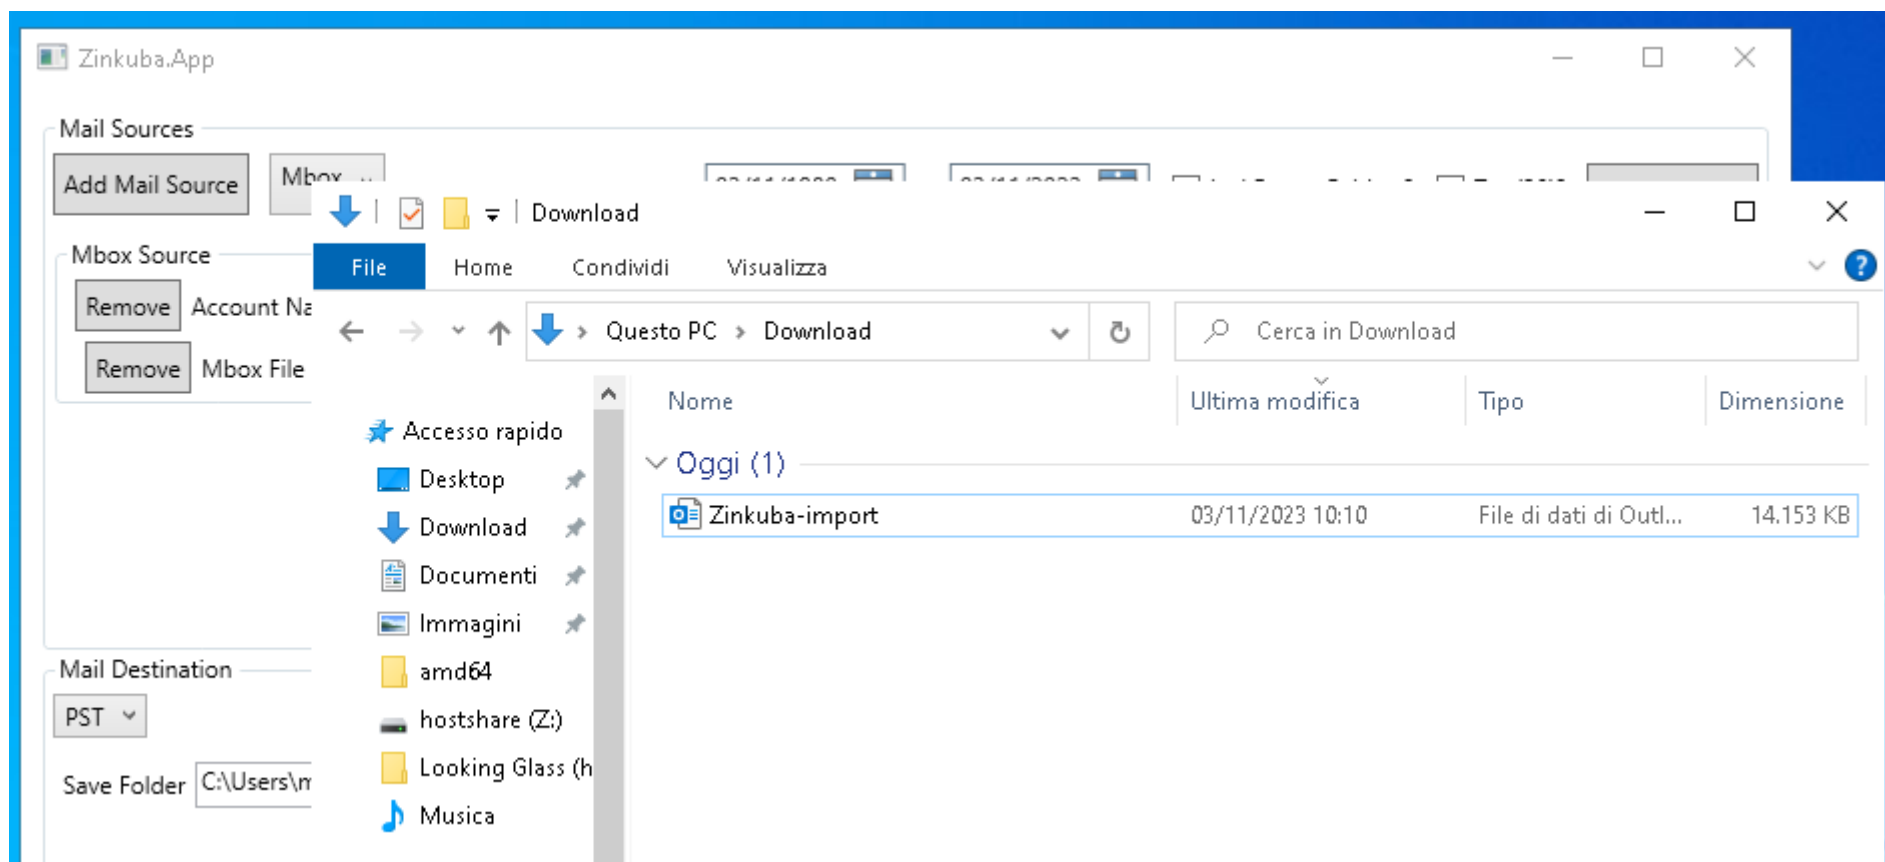 Zinkuba.App
Mail Sources
Add Mail Source
Mbox
Download
File Home Condividi Visualizza
Mbox Source
Remove Account Na
Questo PC > Download
Cerca in Download
Remove Mbox File
Nome Ultima modifica Tipo Dimensione
Accesso rapido
Oggi (1)
Desktop
Zinkuba-import 03/11/2023 10:10 File di dati di Outl... 14.153 KB
Download
Documenti
Immagini
amd64
Mail Destination
PST
hostshare (Z:)
Looking Glass (h
Save Folder C:\Users\m
Musica